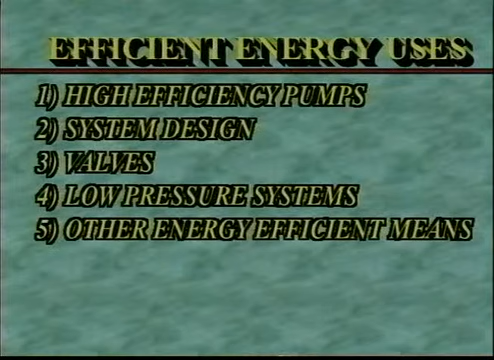 EFFICIENT ENERGY USES
1) HIGH EFFICIENCY PUMPS
2) SYSTEM DESIGN
3) VALVES
4) LOW PRESSURE SYSTEMS
5) OTHER ENERGY EFFICIENT MEANS